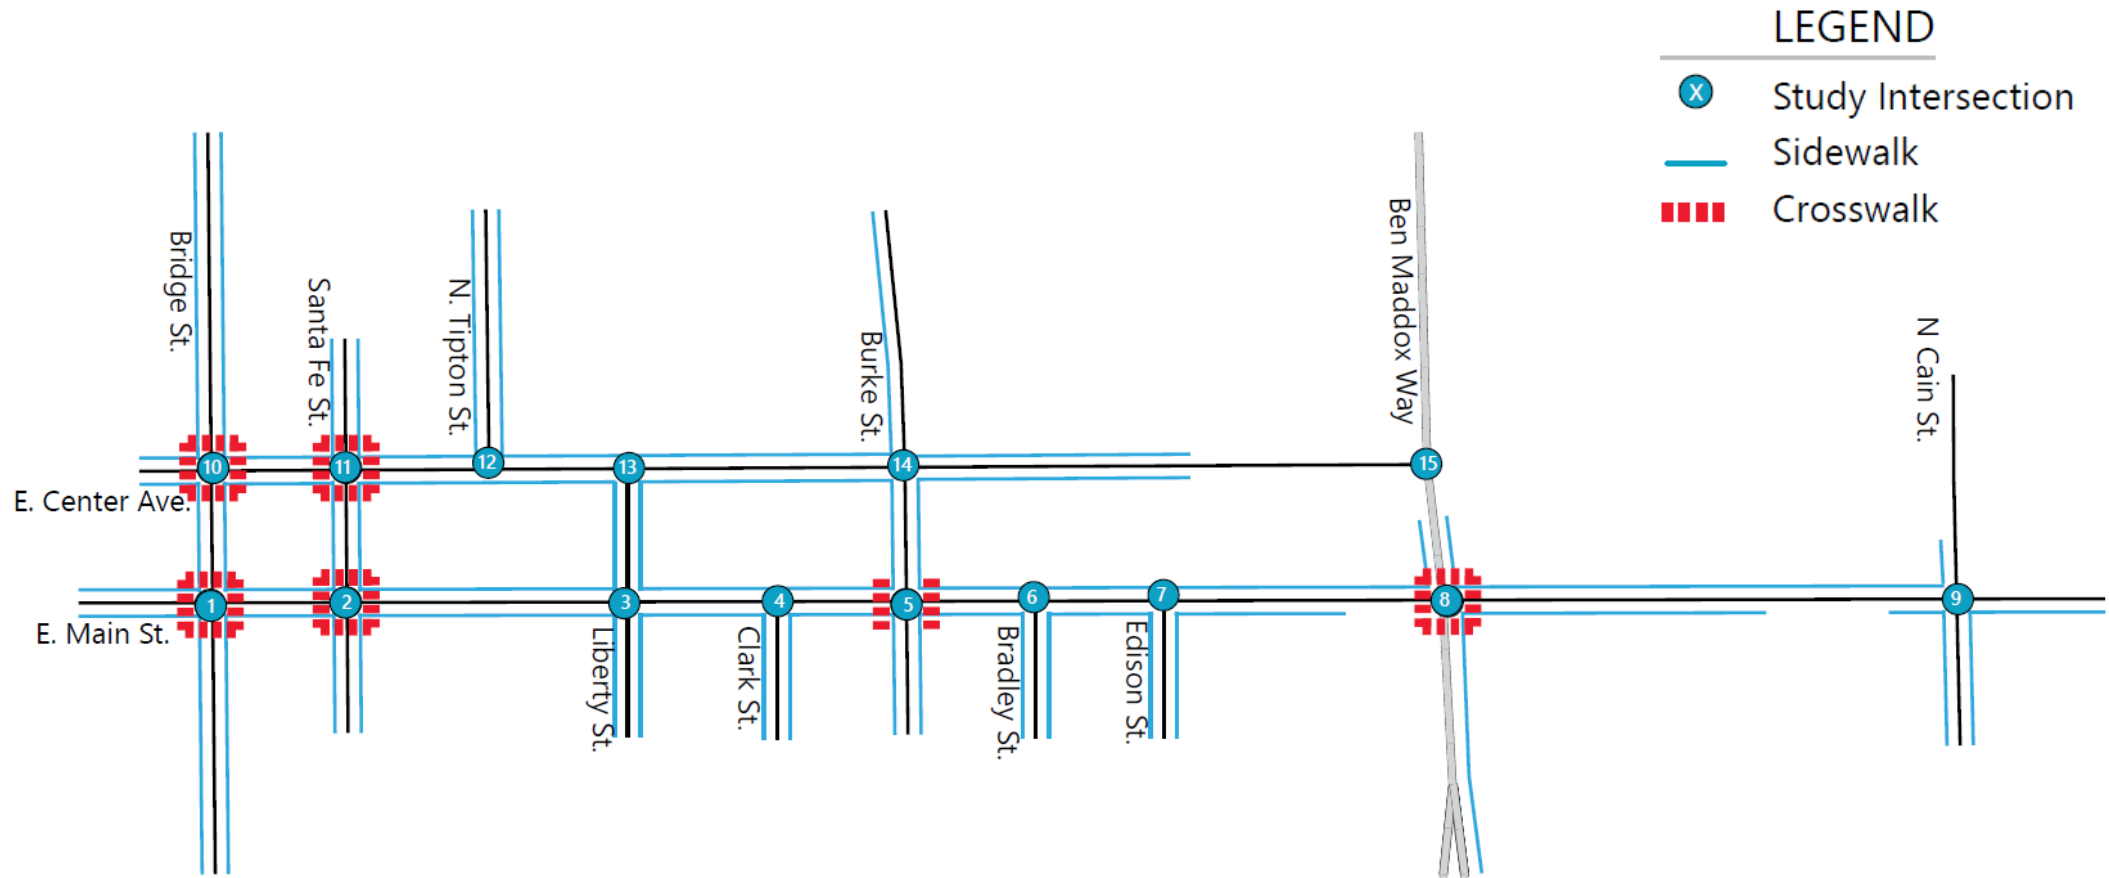 LEGEND
X
Study Intersection
Sidewalk
Crosswalk
Bridge St.
Santa Fe St.
N. Tipton St.
Burke St.
Ben Maddox Way
N Cain St.
10
11
12
13
14
15
E. Center Ave.
1
2
3
4
5
6
7
8
9
E. Main St.
Liberty St.
Clark St.
Bradley St.
Edison St.